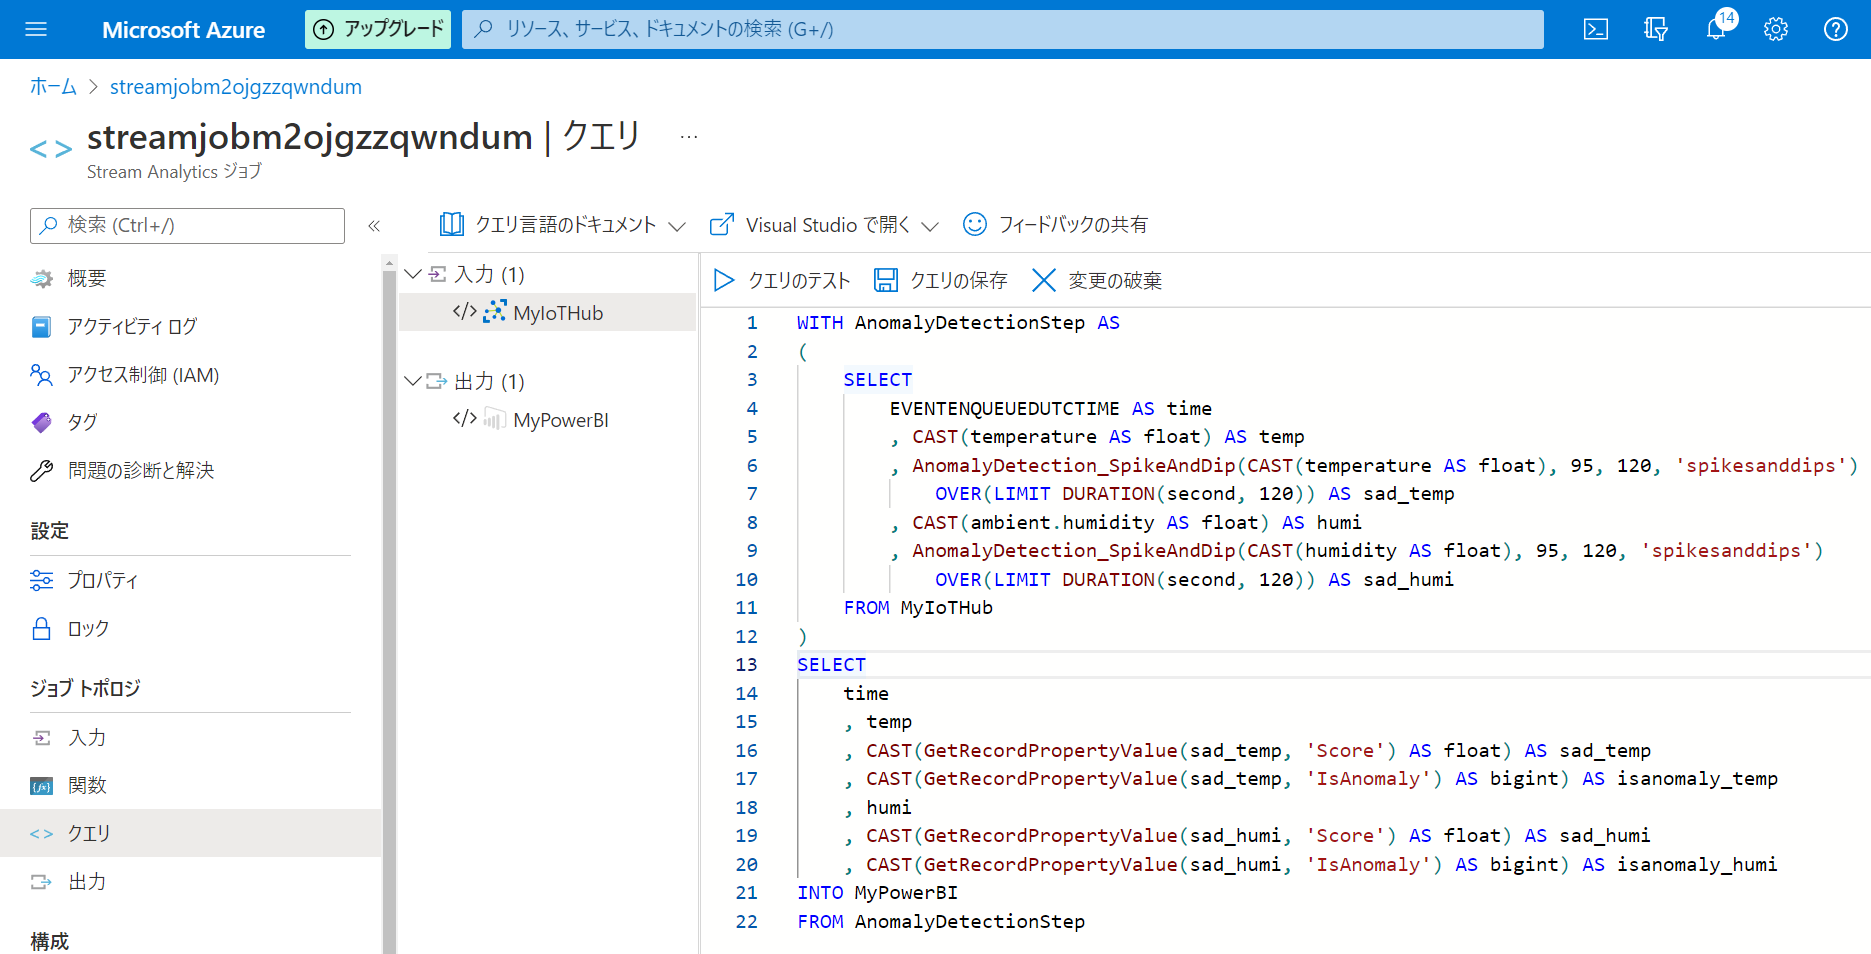 Microsoft Azure
アップグレード
リソース、サービス、ドキュメントの検索 (G+/)
14
ホーム > streamjobm2ojgzzqwndum
streamjobm2ojgzzqwndum | クエリ ...
Stream Analytics ジョブ
検索 (Ctrl+/)
概要
アクティビティ ログ
アクセス制御 (IAM)
タグ
問題の診断と解決
設定
プロパティ
ロック
ジョブ トポロジ
入力
関数
クエリ
出力
構成
クエリ言語のドキュメント
Visual Studio で開く
フィードバックの共有
入力 (1)
MyIoTHub
出力 (1)
MyPowerBI
クエリのテスト
クエリの保存
変更の破棄
1 WITH AnomalyDetectionStep AS
2 (
3 SELECT
4 EVENTENQUEUEDUTCTIME AS time
5 , CAST(temperature AS float) AS temp
6 , AnomalyDetection_SpikeAndDip(CAST(temperature AS float), 95, 120, 'spikesanddips')
7 OVER(LIMIT DURATION(second, 120)) AS sad_temp
8 , CAST(ambient.humidity AS float) AS humi
9 , AnomalyDetection_SpikeAndDip(CAST(humidity AS float), 95, 120, 'spikesanddips')
10 OVER(LIMIT DURATION(second, 120)) AS sad_humi
11 FROM MyIoTHub
12 )
13 SELECT
14 time
15 , temp
16 , CAST(GetRecordPropertyValue(sad_temp, 'Score') AS float) AS sad_temp
17 , CAST(GetRecordPropertyValue(sad_temp, 'IsAnomaly') AS bigint) AS isanomaly_temp
18 , humi
19 , CAST(GetRecordPropertyValue(sad_humi, 'Score') AS float) AS sad_humi
20 , CAST(GetRecordPropertyValue(sad_humi, 'IsAnomaly') AS bigint) AS isanomaly_humi
21 INTO MyPowerBI
22 FROM AnomalyDetectionStep